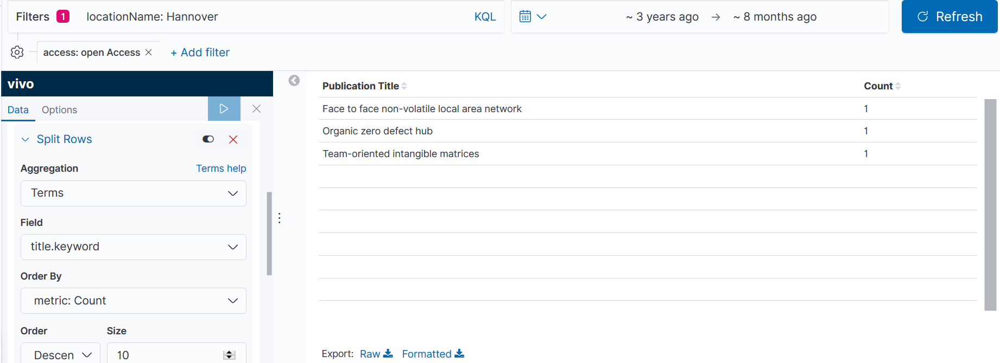 Filters 1 locationName: Hannover KQL ~ 3 years ago → ~ 8 months ago Refresh
access: open Access × + Add filter
vivo
Data Options
Split Rows
Aggregation Terms help
Terms
Field
title.keyword
Order By
metric: Count
Order Size
Descen 10
Publication Title Count
Face to face non-volatile local area network 1
Organic zero defect hub 1
Team-oriented intangible matrices 1
Export: Raw Formatted